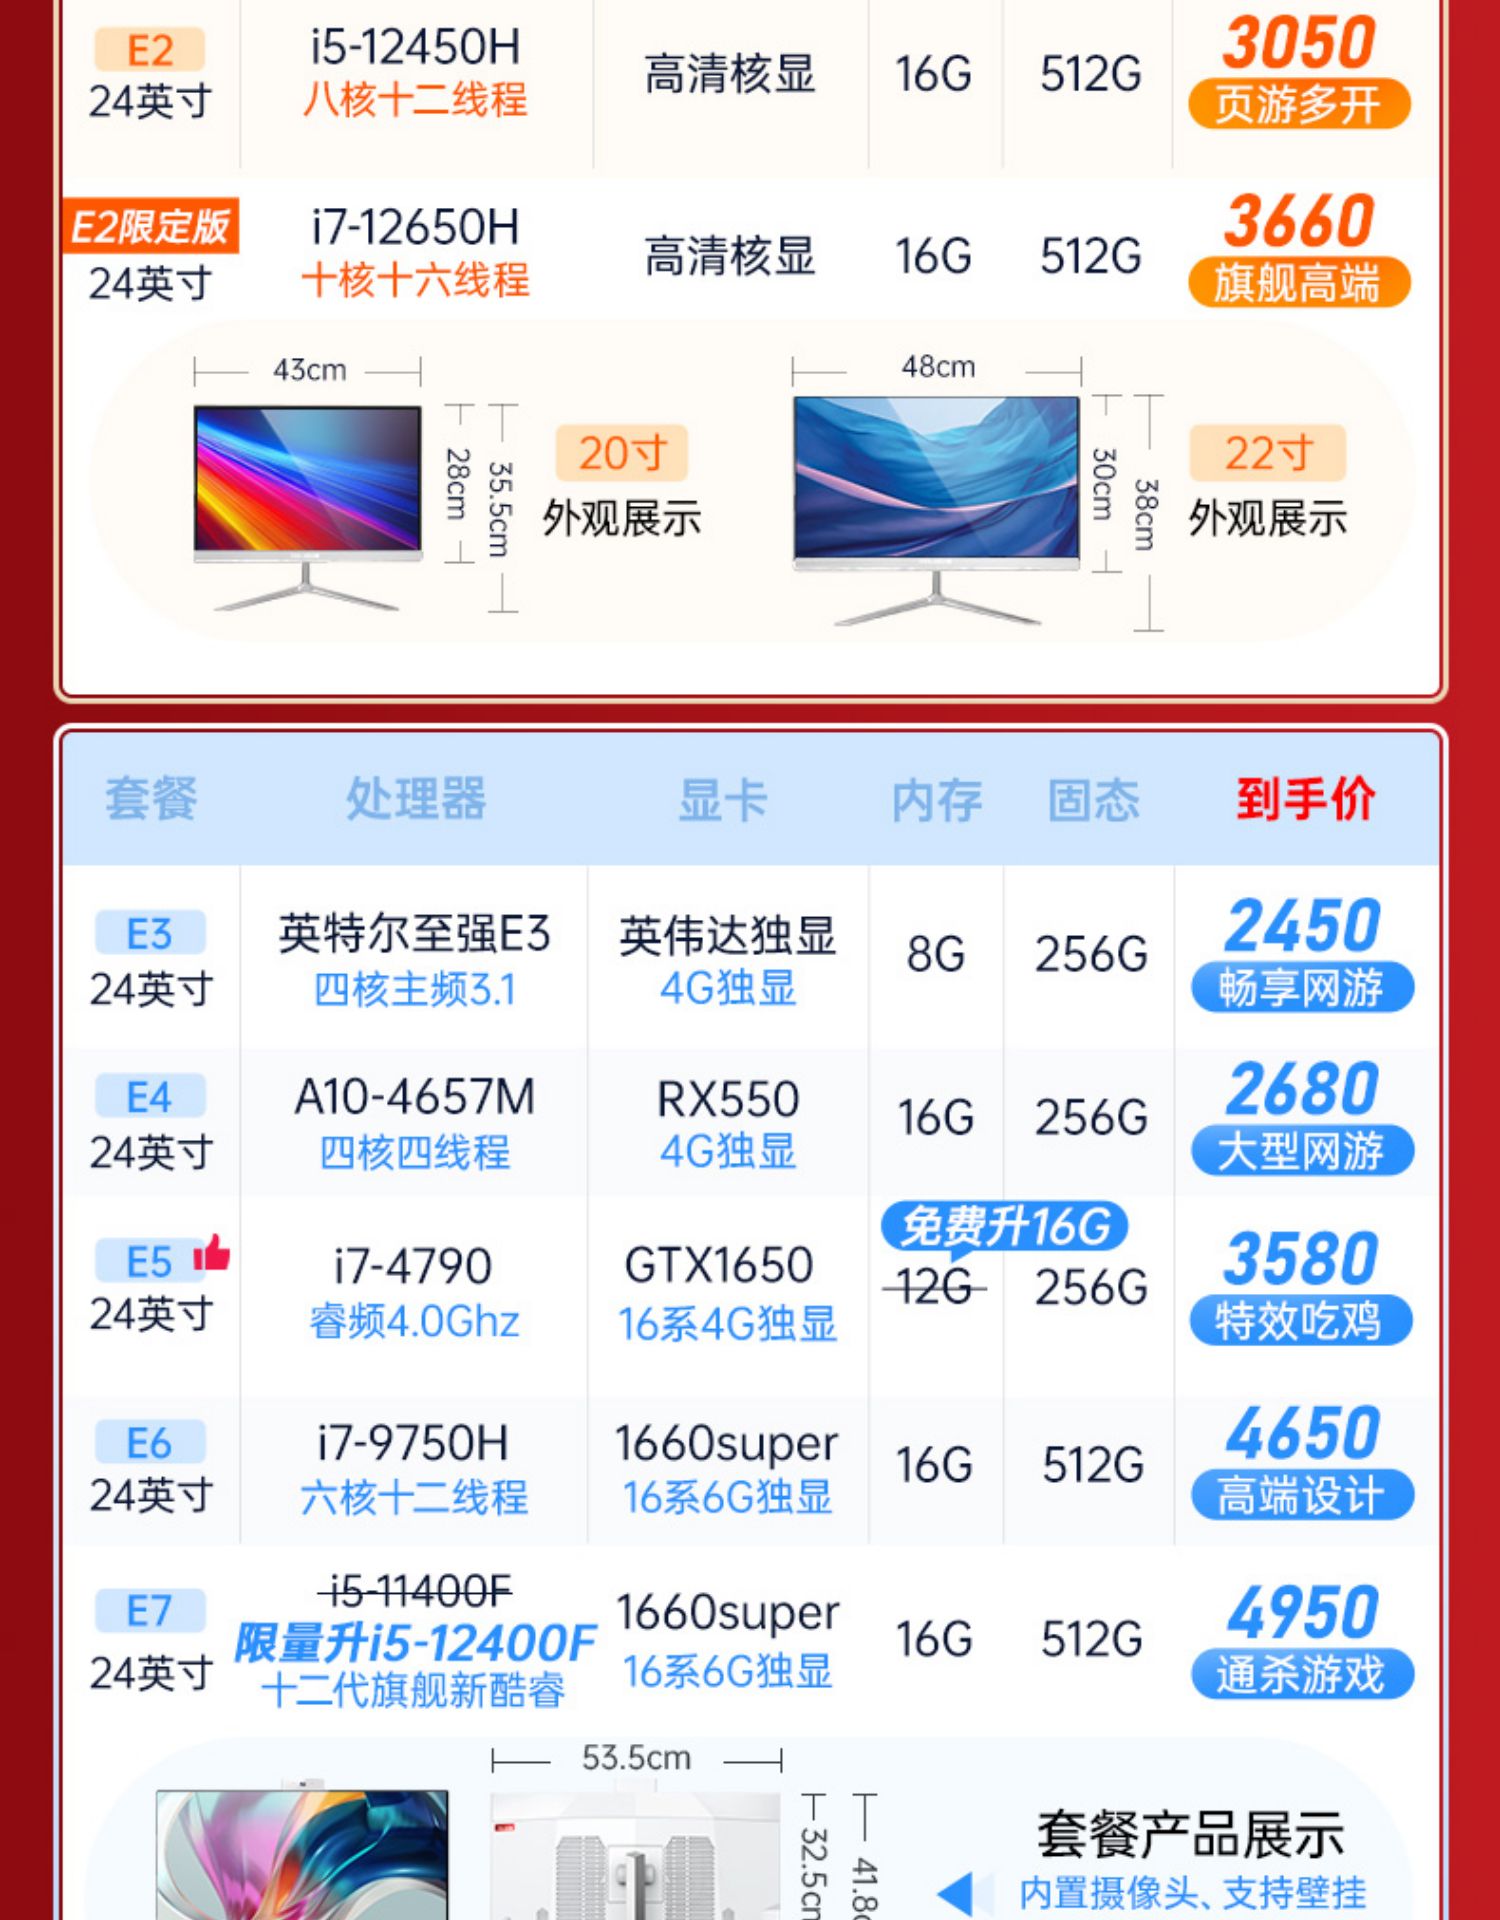 E2
24英寸
i5-12450H
八核十二线程
高清核显
16G
512G
3050
页游多开
E2限定版
24英寸
i7-12650H
十核十六线程
高清核显
16G
512G
3660
旗舰高端
43cm
28cm
35.5cm
20寸
外观展示
48cm
30cm
38cm
22寸
外观展示
套餐
处理器
显卡
内存
固态
到手价
E3
24英寸
英特尔至强E3
四核主频3.1
英伟达独显
4G独显
8G
256G
2450
畅享网游
E4
24英寸
A10-4657M
四核四线程
RX550
4G独显
16G
256G
2680
大型网游
E5
24英寸
i7-4790
睿频4.0Ghz
GTX1650
16系4G独显
免费升16G
12G
256G
3580
特效吃鸡
E6
24英寸
i7-9750H
六核十二线程
1660super
16系6G独显
16G
512G
4650
高端设计
E7
24英寸
i5-11400F
限量升i5-12400F
十二代旗舰新酷睿
1660super
16系6G独显
16G
512G
4950
通杀游戏
53.5cm
32.5cm
41.8c
套餐产品展示
内置摄像头、支持壁挂